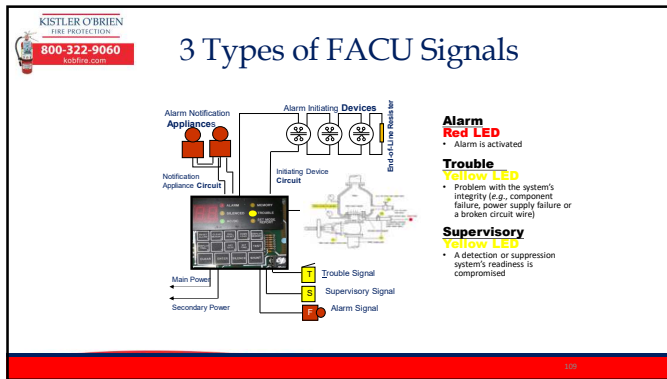 KISTLER O'BRIEN
FIRE PROTECTION
800-322-9060
kobfire.com
3 Types of FACU Signals
Alarm Notification
Appliances
Alarm Initiating Devices
End-of-Line Resister
Notification
Appliance Circuit
Initiating Device
Circuit
ALARM
MEMORY
SILENCED
TROUBLE
Main Power
Secondary Power
T
Trouble Signal
S
Supervisory Signal
F
Alarm Signal
Alarm
Red LED
• Alarm is activated
Trouble
Yellow LED
• Problem with the system's
integrity (e.g., component
failure, power supply failure or
a broken circuit wire)
Supervisory
Yellow LED
• A detection or suppression
system's readiness is
compromised
109